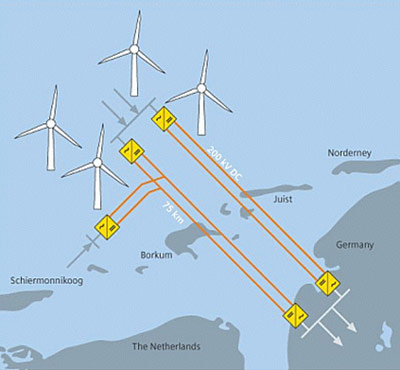 200 kV DC
Norderney
75 km
Juist
Borkum
Germany
Schiermonnikoog
The Netherlands